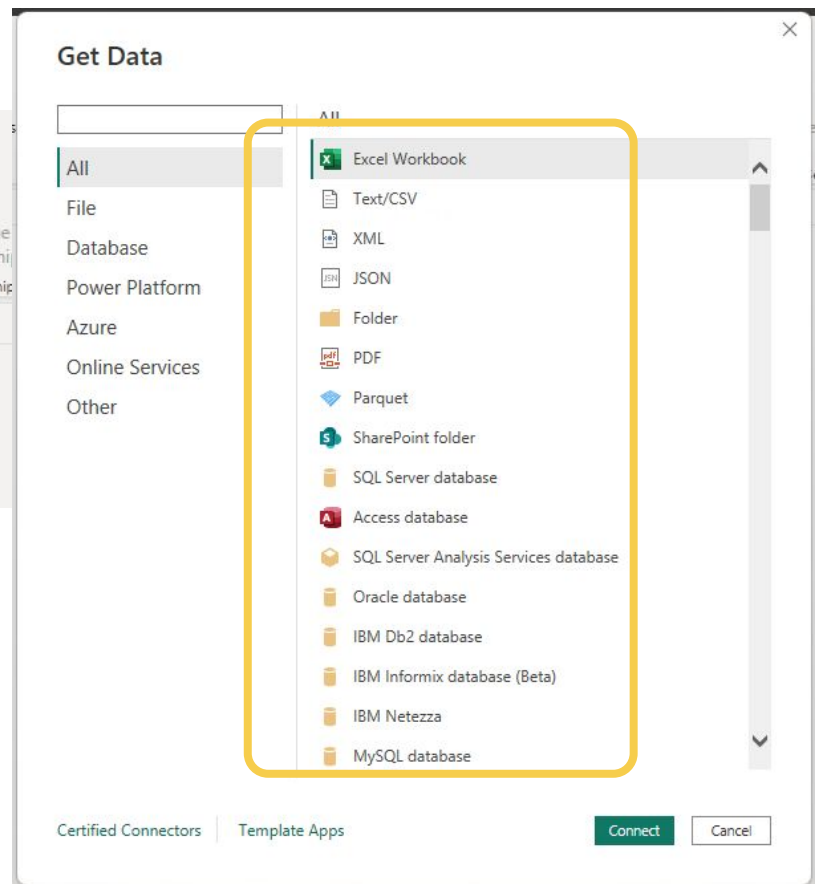 Get Data
All
File
Database
Power Platform
Azure
Online Services
Other
All
Excel Workbook
Text/CSV
XML
JSON
Folder
PDF
Parquet
SharePoint folder
SQL Server database
Access database
SQL Server Analysis Services database
Oracle database
IBM Db2 database
IBM Informix database (Beta)
IBM Netezza
MySQL database
Certified Connectors
Template Apps
Connect
Cancel